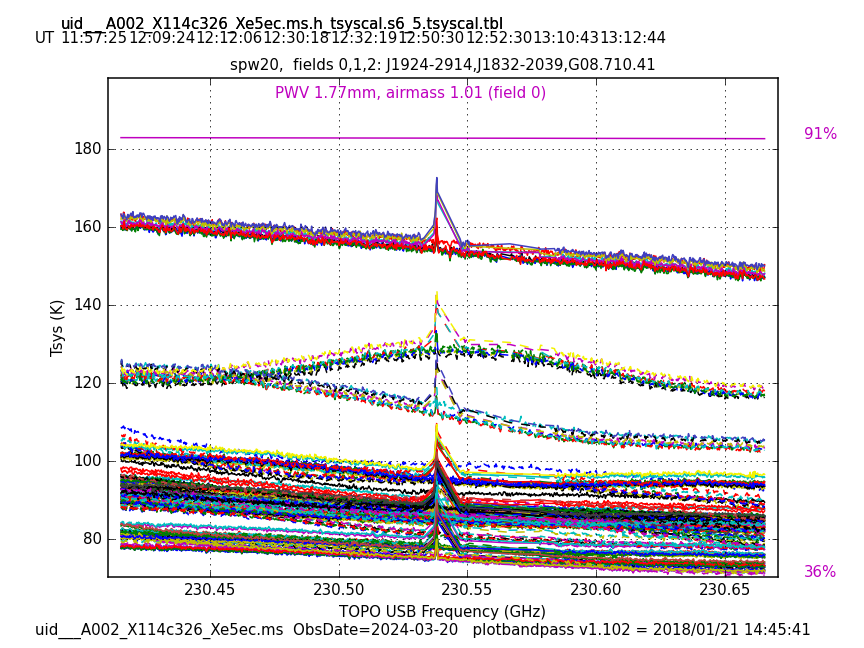 uid___A002_X114c326_Xe5ec.ms.h_tsyscal.s6_5.tsyscal.tbl
UT 11:57:25 12:09:24 12:12:06 12:30:18 12:32:19 12:50:30 12:52:30 13:10:43 13:12:44
spw20, fields 0,1,2: J1924-2914,J1832-2039,G08.710.41
PWV 1.77mm, airmass 1.01 (field 0)
91%
180
160
140
120
100
80
Tsys (K)
36%
230.45 230.50 230.55 230.60 230.65
TOPO USB Frequency (GHz)
uid___A002_X114c326_Xe5ec.ms ObsDate=2024-03-20 plotbandpass v1.102 = 2018/01/21 14:45:41